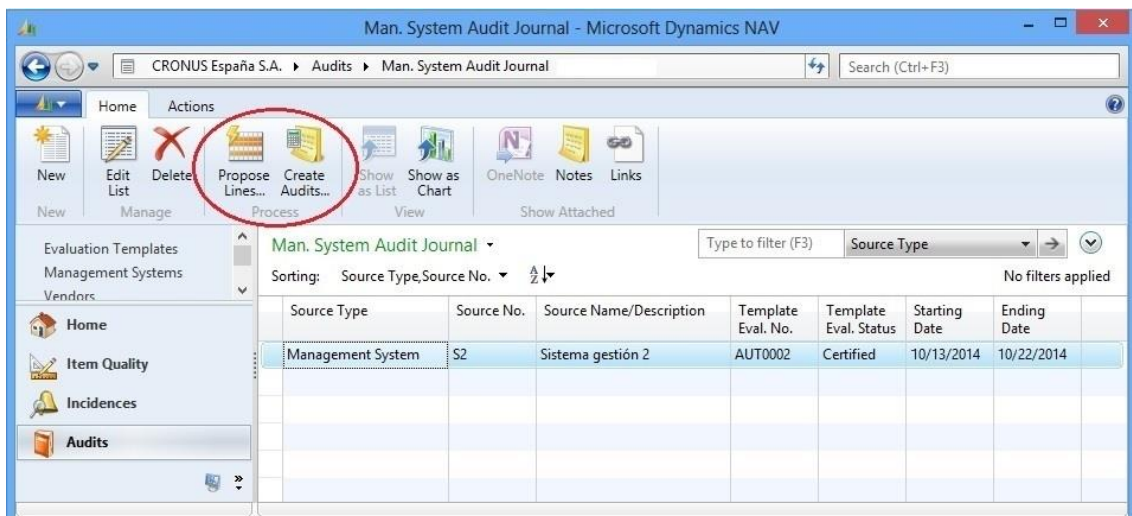 Man. System Audit Journal - Microsoft Dynamics NAV
CRONUS España S.A. ▸ Audits ▸ Man. System Audit Journal
Search (Ctrl+F3)
Home Actions
New
Edit List
Delete
Propose Lines...
Create Audits...
Show as List
Show as Chart
OneNote
Notes
Links
New Manage Process View Show Attached
Evaluation Templates
Management Systems
Vendors
Home
Item Quality
Incidences
Audits
Man. System Audit Journal
Type to filter (F3) Source Type
Sorting: Source Type,Source No. A Z
No filters applied
Source Type Source No. Source Name/Description Template Eval. No. Template Eval. Status Starting Date Ending Date
Management System S2 Sistema gestión 2 AUT0002 Certified 10/13/2014 10/22/2014